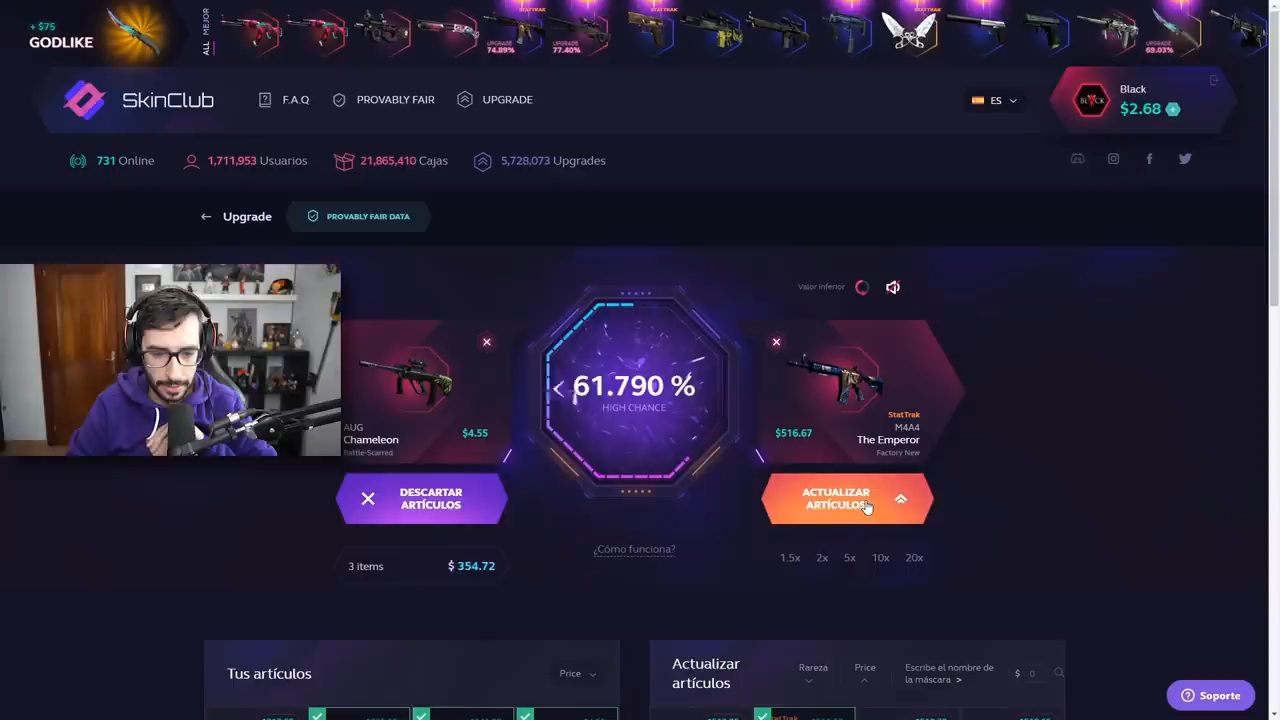 + $75
GODLIKE
ALL
MEJOR
STATTRAK
UPGRADE
74.89%
UPGRADE
77.40%
STATTRAK
STATTRAK
UPGRADE
69.03%
SkinCLub
F.A.Q
PROVABLY FAIR
UPGRADE
ES
BLVCK
Black
$2.68
731 Online
1,711,953 Usuarios
21,865,410 Cajas
5,728,073 Upgrades
← Upgrade
PROVABLY FAIR DATA
Valor inferior
< 61.790 %
HIGH CHANCE
AUG
Chameleon
Battle-Scarred
$4.55
StatTrak
M4A4
The Emperor
Factory New
$516.67
DESCARTAR
ARTÍCULOS
ACTUALIZAR
ARTÍCULOS
¿Cómo funciona?
1.5x 2x 5x 10x 20x
3 items
$ 354.72
Tus artículos
Price
Actualizar
artículos
Rareza
Price
Escribe el nombre de
la máscara >
$ 0
Soporte